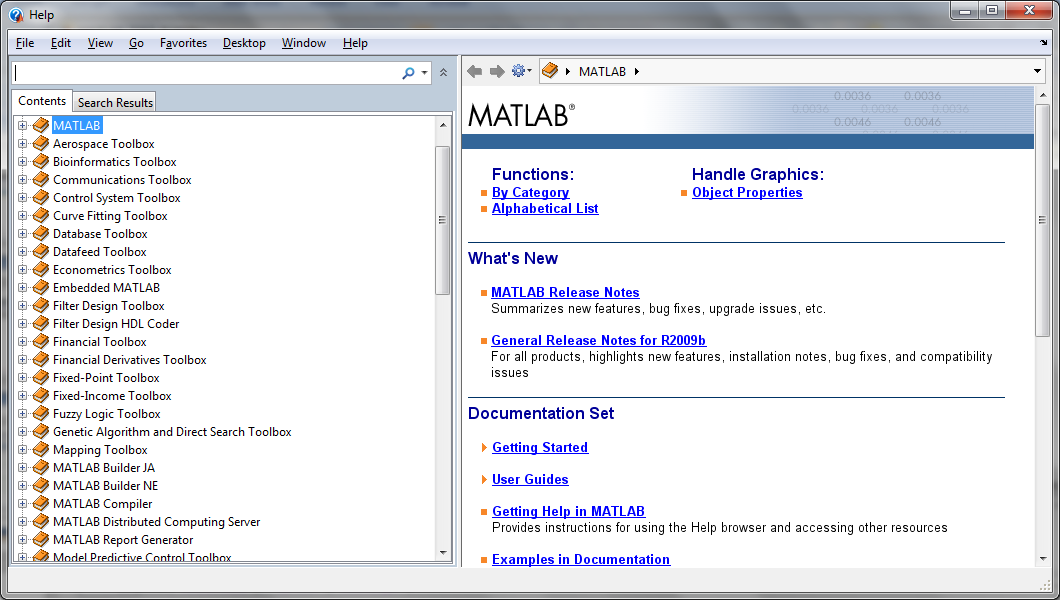 Help
File Edit View Go Favorites Desktop Window Help
MATLAB
Contents Search Results
MATLAB
Aerospace Toolbox
Bioinformatics Toolbox
Communications Toolbox
Control System Toolbox
Curve Fitting Toolbox
Database Toolbox
Datafeed Toolbox
Econometrics Toolbox
Embedded MATLAB
Filter Design Toolbox
Filter Design HDL Coder
Financial Toolbox
Financial Derivatives Toolbox
Fixed-Point Toolbox
Fixed-Income Toolbox
Fuzzy Logic Toolbox
Genetic Algorithm and Direct Search Toolbox
Mapping Toolbox
MATLAB Builder JA
MATLAB Builder NE
MATLAB Compiler
MATLAB Distributed Computing Server
MATLAB Report Generator
Model Predictive Control Toolbox
MATLAB®
0.0036 0.0036
0.0036 0.0036 0.0036
0.0046 0.0046
Functions:
By Category
Alphabetical List
Handle Graphics:
Object Properties
What's New
MATLAB Release Notes
Summarizes new features, bug fixes, upgrade issues, etc.
General Release Notes for R2009b
For all products, highlights new features, installation notes, bug fixes, and compatibility
issues
Documentation Set
Getting Started
User Guides
Getting Help in MATLAB
Provides instructions for using the Help browser and accessing other resources
Examples in Documentation